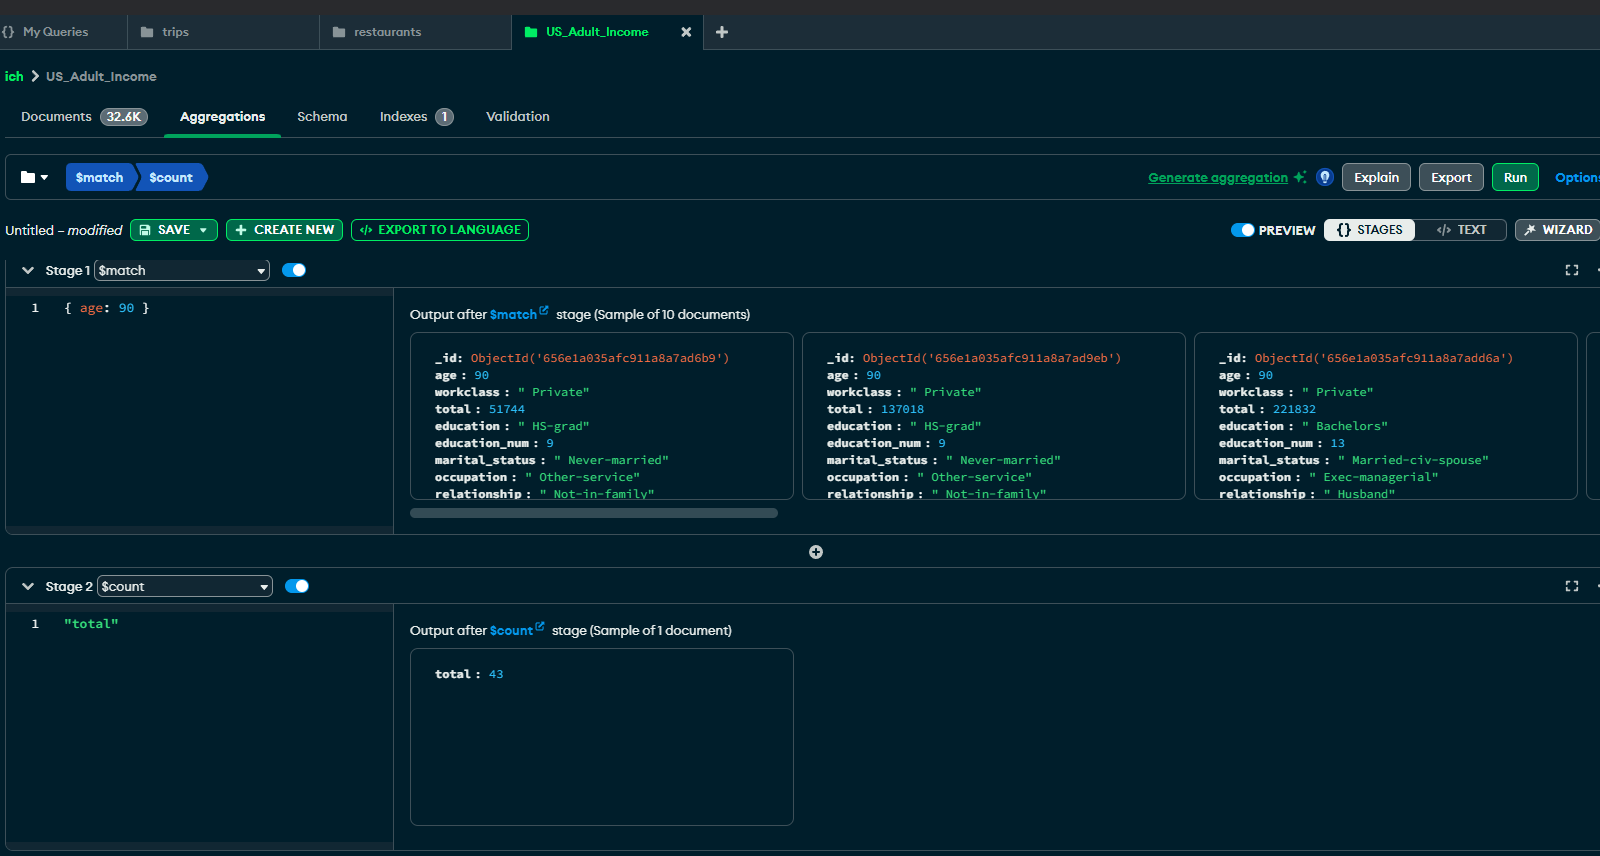 {} My Queries
trips
restaurants
US_Adult_Income
ich > US_Adult_Income
Documents 32.6K
Aggregations
Schema
Indexes 1
Validation
$match
$count
Generate aggregation
Explain
Export
Run
Options
Untitled – modified
SAVE
+ CREATE NEW
</> EXPORT TO LANGUAGE
PREVIEW
{} STAGES
</> TEXT
WIZARD
Stage 1 $match
1 { age: 90 }
Output after $match stage (Sample of 10 documents)
_id: ObjectId('656e1a035afc911a8a7ad6b9')
age : 90
workclass : " Private"
total : 51744
education : " HS-grad"
education_num : 9
marital_status : " Never-married"
occupation : " Other-service"
relationship : " Not-in-family"
_id: ObjectId('656e1a035afc911a8a7ad9eb')
age : 90
workclass : " Private"
total : 137018
education : " HS-grad"
education_num : 9
marital_status : " Never-married"
occupation : " Other-service"
relationship : " Not-in-family"
_id: ObjectId('656e1a035afc911a8a7add6a')
age : 90
workclass : " Private"
total : 221832
education : " Bachelors"
education_num : 13
marital_status : " Married-civ-spouse"
occupation : " Exec-managerial"
relationship : " Husband"
Stage 2 $count
1 "total"
Output after $count stage (Sample of 1 document)
total : 43